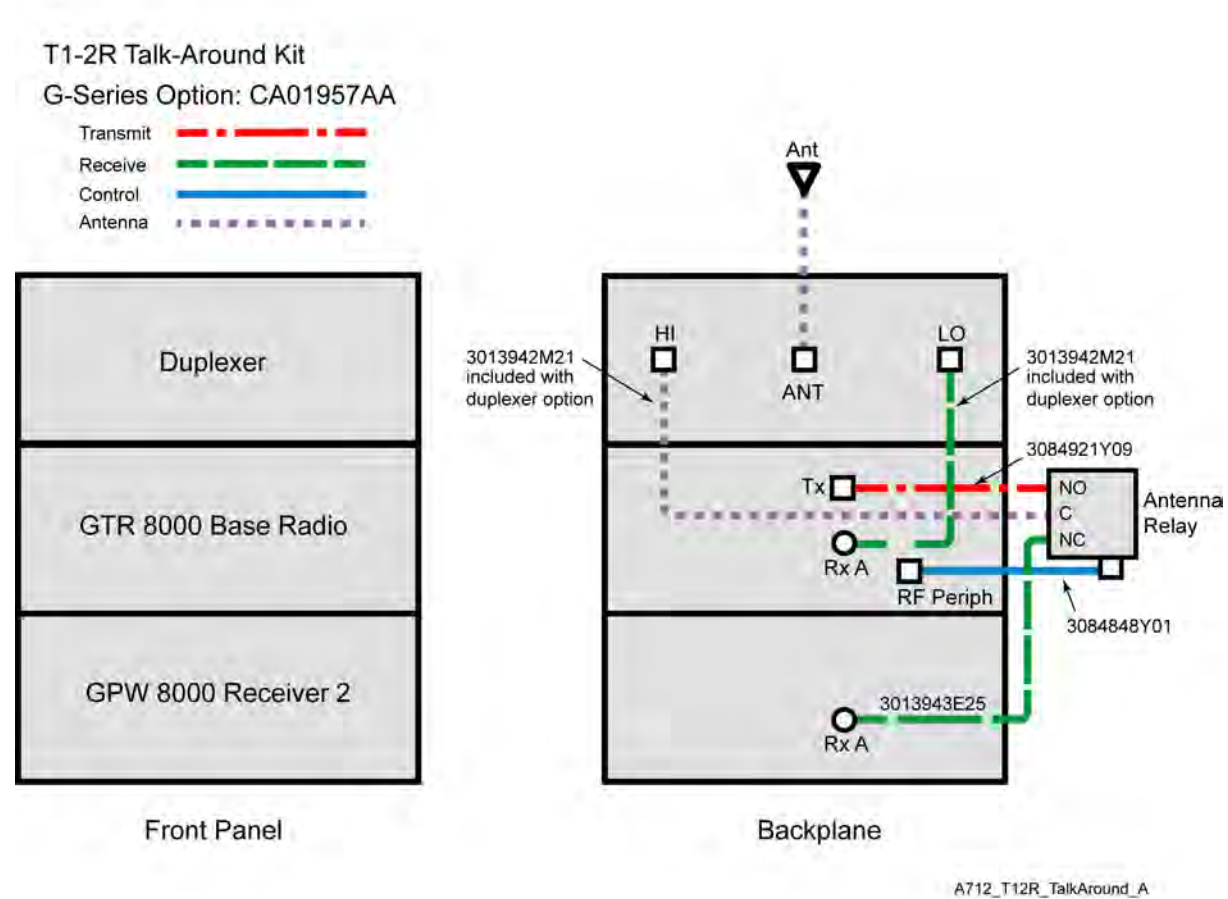 T1-2R Talk-Around Kit
G-Series Option: CA01957AA
Transmit
Receive
Control
Antenna
Ant
Duplexer
GTR 8000 Base Radio
GPW 8000 Receiver 2
Front Panel
HI
LO
ANT
3013942M21
included with
duplexer option
3013942M21
included with
duplexer option
3084921Y09
Tx
NO
C
NC
Antenna
Relay
Rx A
RF Periph
3084848Y01
3013943E25
Rx A
Backplane
A712_T12R_TalkAround_A